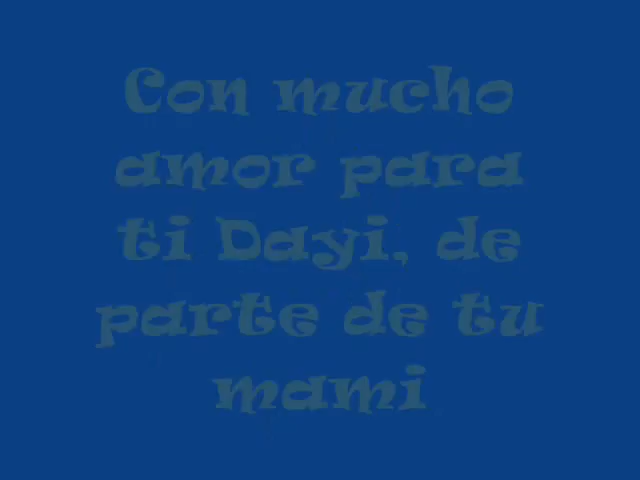 Con mucho
amor para
ti Dayi, de
parte de tu
mami